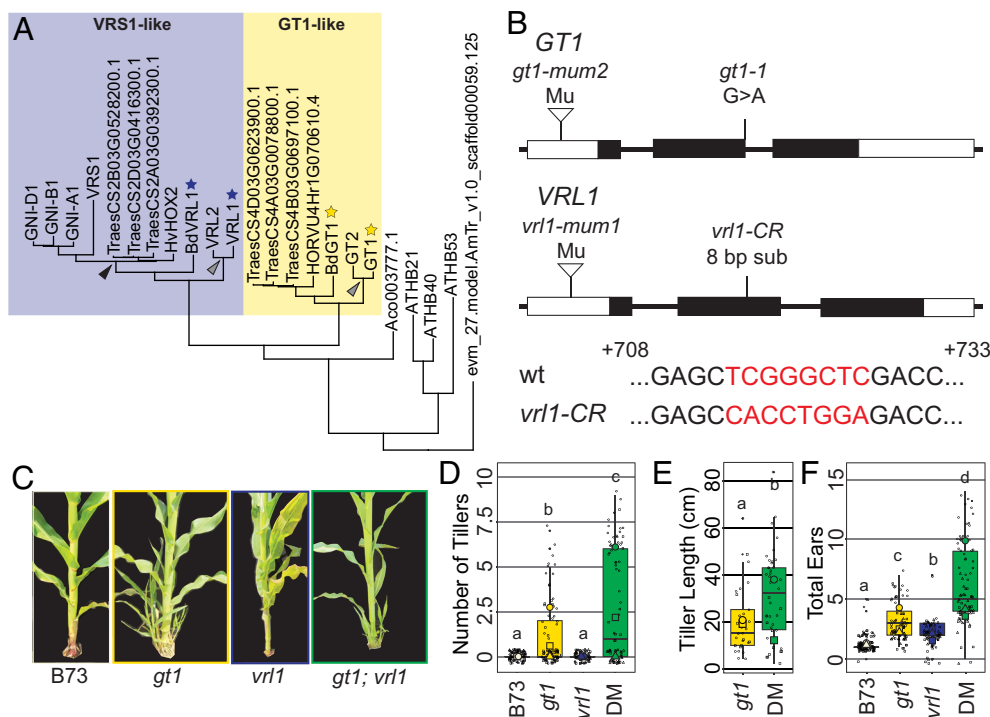 A
VRS1-like
GT1-like
GNI-D1
GNI-B1
GNI-A1
VRS1
TraesCS2B03G0528200.1
TraesCS2D03G0416300.1
TraesCS2A03G0392300.1
HvHOX2
BdVRL1
VRL2
VRL1
TraesCS4D03G0623900.1
TraesCS4A03G0078800.1
TraesCS4B03G0697100.1
HORVU4Hr1G070610.4
BdGT1
GT2
GT1
Aco003777.1
ATHB21
ATHB40
ATHB53
evm_27.model.AmTr_v1.0_scaffold00059.125
B
GT1
gt1-mum2
Mu
gt1-1
G>A
VRL1
vrl1-mum1
Mu
vrl1-CR
8 bp sub
+708
+733
wt
...GAGCTCGGGCTCGACC...
vrl1-CR
...GAGCCACCTGGAGACC...
C
B73
gt1
vrl1
gt1; vrl1
D
Number of Tillers
10
7.5
5
2.5
0
a
b
a
c
B73
gt1
vrl1
DM
E
Tiller Length (cm)
80
60
40
20
0
a
b
gt1
DM
F
Total Ears
15
10
5
0
a
c
b
d
B73
gt1
vrl1
DM